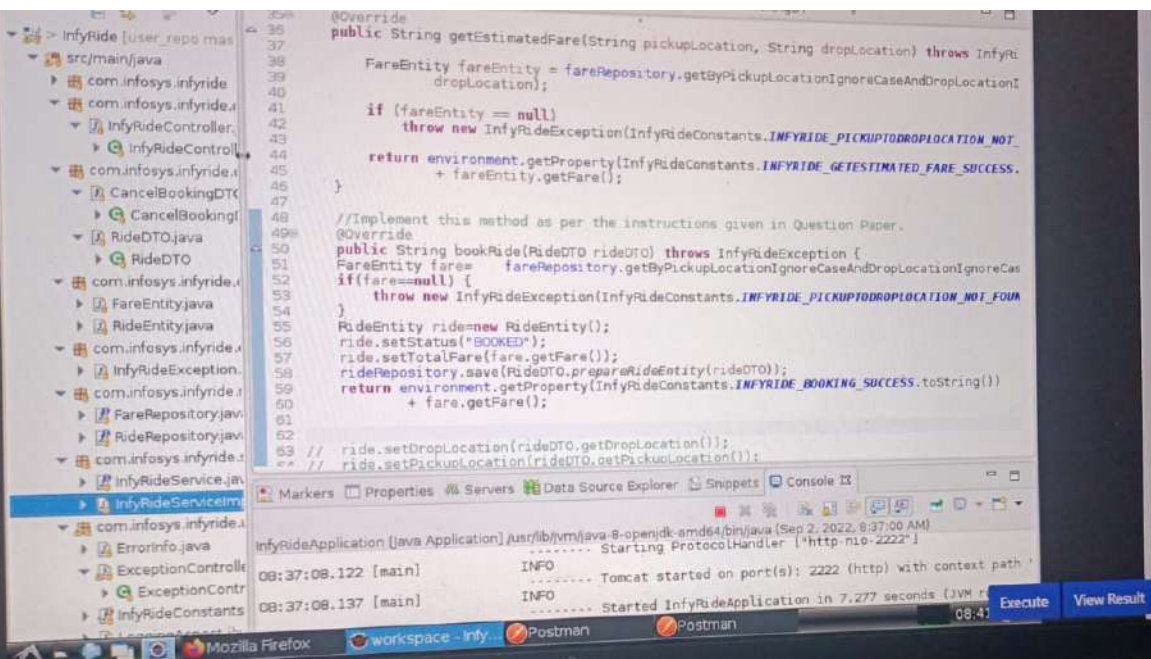 InfyRide [user_repo mas
src/main/java
com.infosys.infyride
com.infosys.infyride.
InfyRideController.
InfyRideControll
com.infosys.infyride.
CancelBookingDTO
CancelBooking
RideDTO.java
RideDTO
com.infosys.infyride.
FareEntity.java
RideEntity.java
com.infosys.infyride.
InfyRideException.
com.infosys.infyride.r
FareRepository.jav
RideRepository.jav
com.infosys.infyride.
InfyRideService.jav
InfyRideServiceIm
com.infosys.infyride.
ErrorInfo.java
ExceptionControlle
ExceptionContr
InfyRideConstants
@Override
36 public String getEstimatedFare(String pickupLocation, String dropLocation) throws InfyRi
37
38 FareEntity fareEntity = fareRepository.getByPickupLocationIgnoreCaseAndDropLocationI
39 dropLocation);
40
41 if (fareEntity == null)
42 throw new InfyRideException(InfyRideConstants.INFYRIDE_PICKUPTODROPLOCATION_NOT_
43
44 return environment.getProperty(InfyRideConstants.INFYRIDE_GETESTIMATED_FARE_SUCCESS.
45 + fareEntity.getFare();
46 }
47
48 //Implement this method as per the instructions given in Question Paper.
49 @Override
50 public String bookRide(RideDTO rideDTO) throws InfyRideException {
51 FareEntity fare= fareRepository.getByPickupLocationIgnoreCaseAndDropLocationIgnoreCas
52 if(fare==null) {
53 throw new InfyRideException(InfyRideConstants.INFYRIDE_PICKUPTODROPLOCATION_NOT_FOUN
54 }
55 RideEntity ride=new RideEntity();
56 ride.setStatus("BOOKED");
57 ride.setTotalFare(fare.getFare());
58 rideRepository.save(RideDTO.prepareRideEntity(rideDTO));
59 return environment.getProperty(InfyRideConstants.INFYRIDE_BOOKING_SUCCESS.toString())
60 + fare.getFare();
61
62
63 // ride.setDropLocation(rideDTO.getDropLocation());
// ride.setPickupLocation(rideDTO.getPickupLocation());
Markers Properties Servers Data Source Explorer Snippets Console
InfyRideApplication [Java Application] /usr/lib/jvm/java-8-openjdk-amd64/bin/java (Sep 2, 2022, 8:37:00 AM)
-------- Starting ProtocolHandler ["http-nio-2222"]
08:37:08.122 [main] INFO -------- Tomcat started on port(s): 2222 (http) with context path '
08:37:08.137 [main] INFO -------- Started InfyRideApplication in 7.277 seconds (JVM r
08:4
Execute View Result
Mozilla Firefox workspace - Infy... Postman Postman